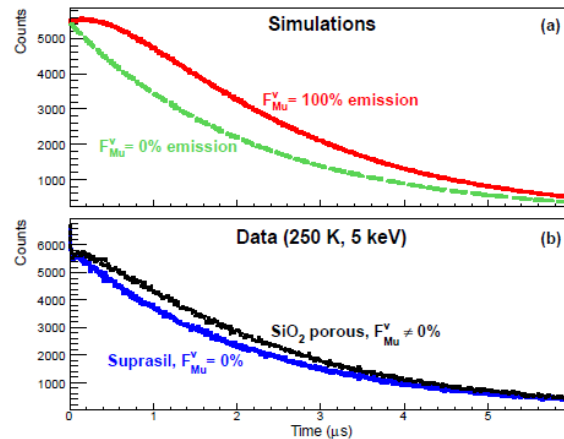 Simulations
(a)
Counts
5000
4000
3000
2000
1000
F^v_Mu = 100% emission
F^v_Mu = 0% emission
Data (250 K, 5 keV)
(b)
Counts
6000
5000
4000
3000
2000
1000
SiO₂ porous, F^v_Mu ≠ 0%
Suprasil, F^v_Mu = 0%
0 1 2 3 4 5
Time (μs)